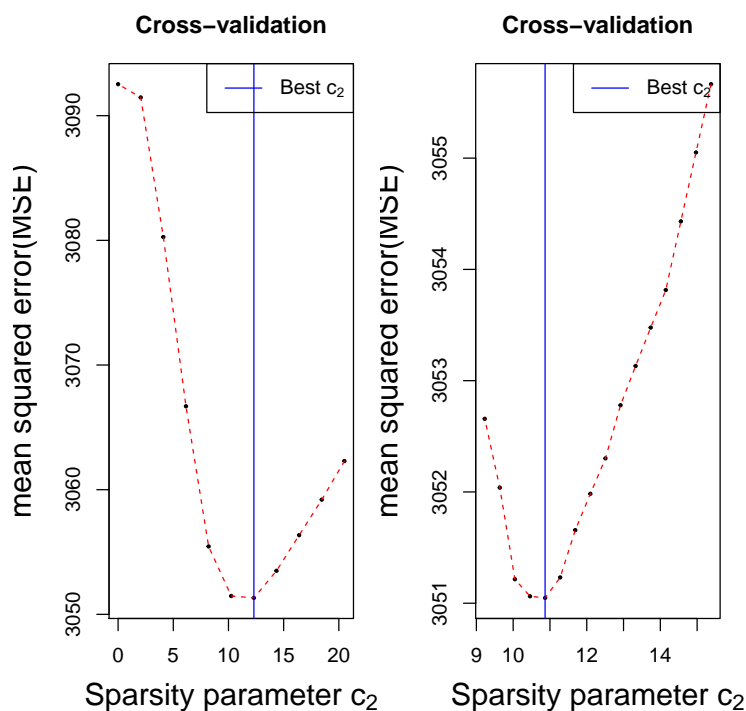 Cross−validation
Best c2
mean squared error(MSE)
3090
3080
3070
3060
3050
0 5 10 15 20
Sparsity parameter c2
Cross−validation
Best c2
mean squared error(MSE)
3055
3054
3053
3052
3051
9 10 12 14
Sparsity parameter c2